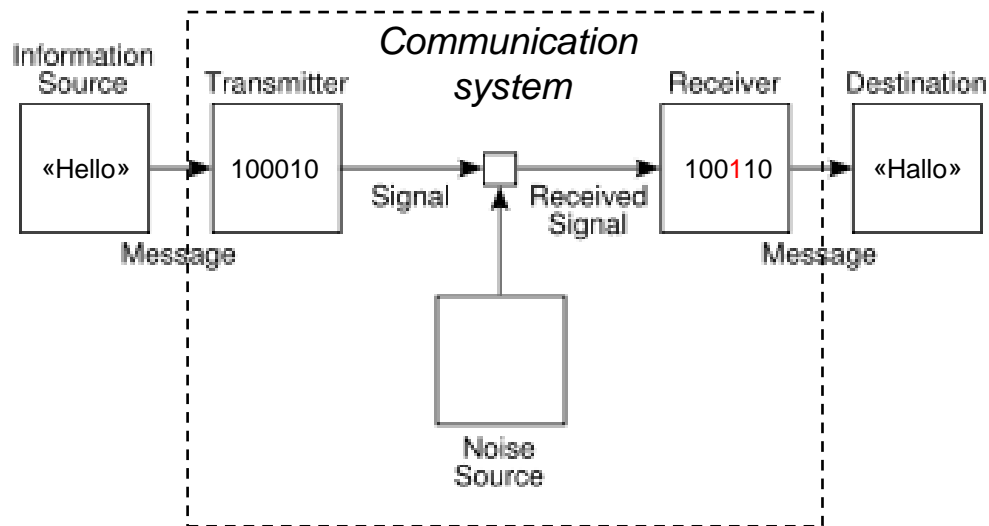 Communication
system
Information
Source
Transmitter
Receiver
Destination
«Hello»
100010
100110
«Hallo»
Signal
Received
Signal
Message
Message
Noise
Source